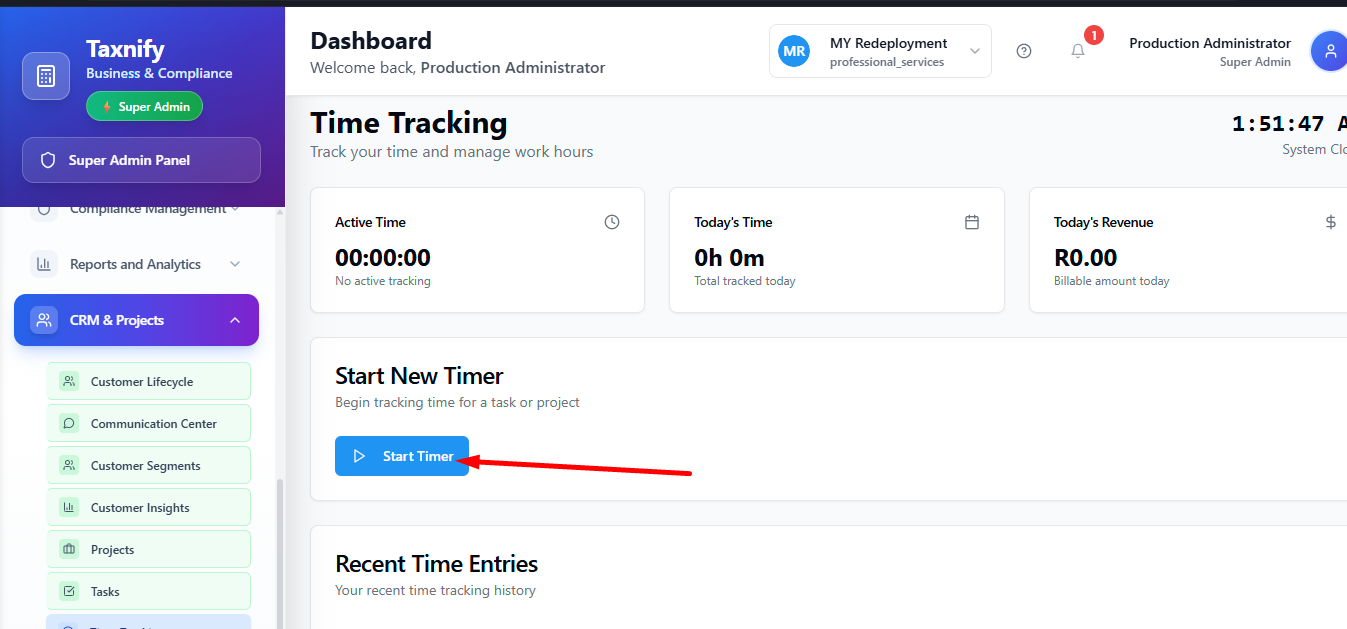 Taxnify
Business & Compliance
Super Admin
Super Admin Panel
Compliance Management
Reports and Analytics
CRM & Projects
Customer Lifecycle
Communication Center
Customer Segments
Customer Insights
Projects
Tasks
Dashboard
Welcome back, Production Administrator
MR
MY Redeployment
professional_services
1
Production Administrator
Super Admin
Time Tracking
Track your time and manage work hours
1:51:47 A
System Clo
Active Time
00:00:00
No active tracking
Today's Time
0h 0m
Total tracked today
Today's Revenue
R0.00
Billable amount today
Start New Timer
Begin tracking time for a task or project
Start Timer
Recent Time Entries
Your recent time tracking history